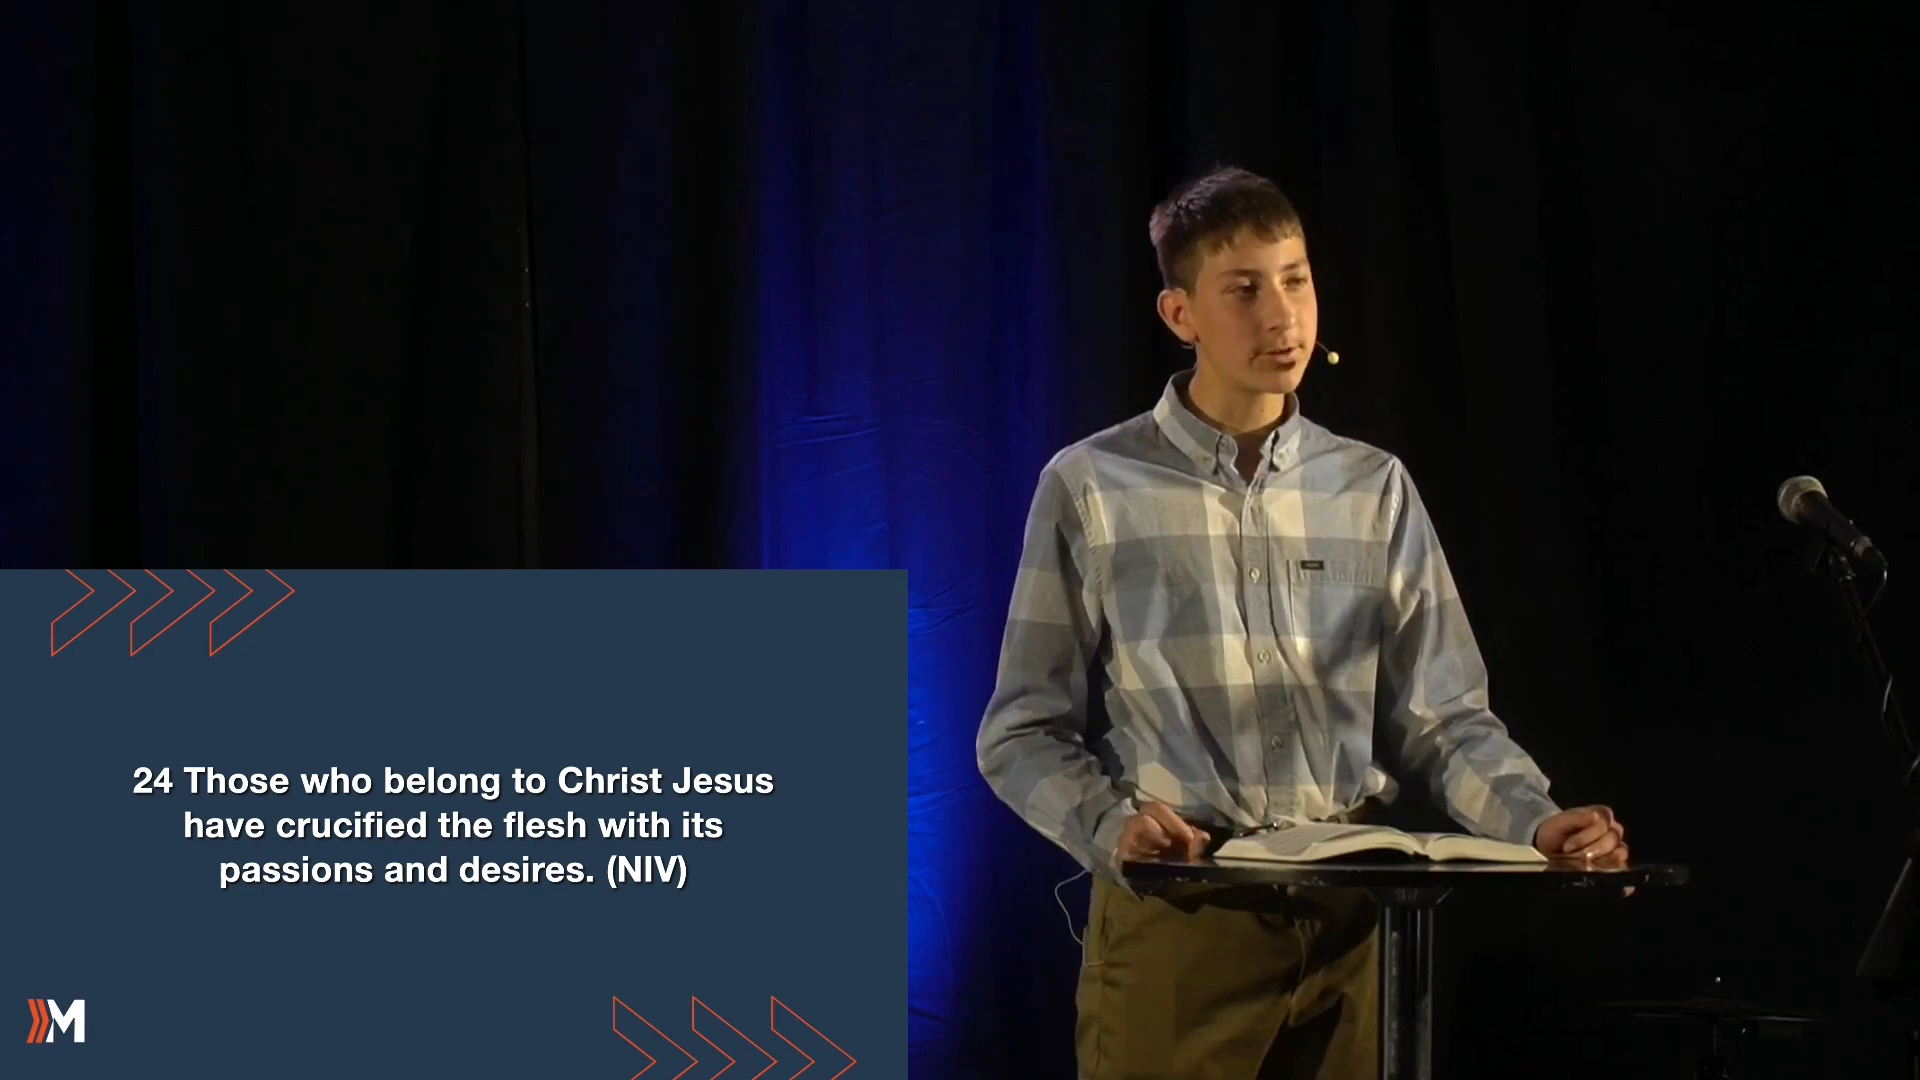 24 Those who belong to Christ Jesus
have crucified the flesh with its
passions and desires. (NIV)
M